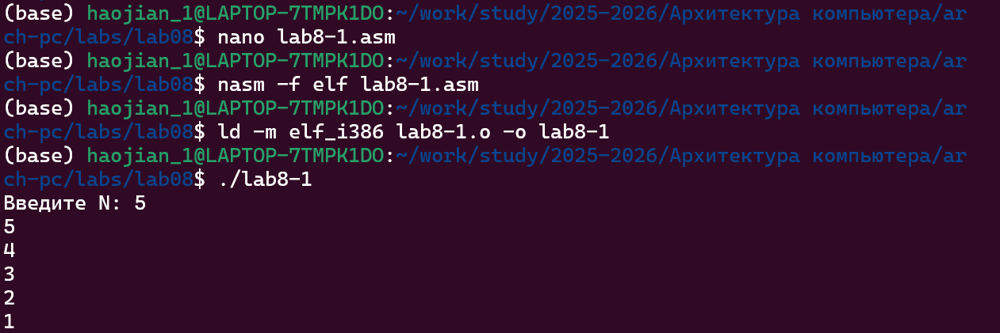 (base) haojian_1@LAPTOP-7TMPK1DO:~/work/study/2025-2026/Архитектура компьютера/ar
ch-pc/labs/lab08$ nano lab8-1.asm
(base) haojian_1@LAPTOP-7TMPK1DO:~/work/study/2025-2026/Архитектура компьютера/ar
ch-pc/labs/lab08$ nasm -f elf lab8-1.asm
(base) haojian_1@LAPTOP-7TMPK1DO:~/work/study/2025-2026/Архитектура компьютера/ar
ch-pc/labs/lab08$ ld -m elf_i386 lab8-1.o -o lab8-1
(base) haojian_1@LAPTOP-7TMPK1DO:~/work/study/2025-2026/Архитектура компьютера/ar
ch-pc/labs/lab08$ ./lab8-1
Введите N: 5
5
4
3
2
1